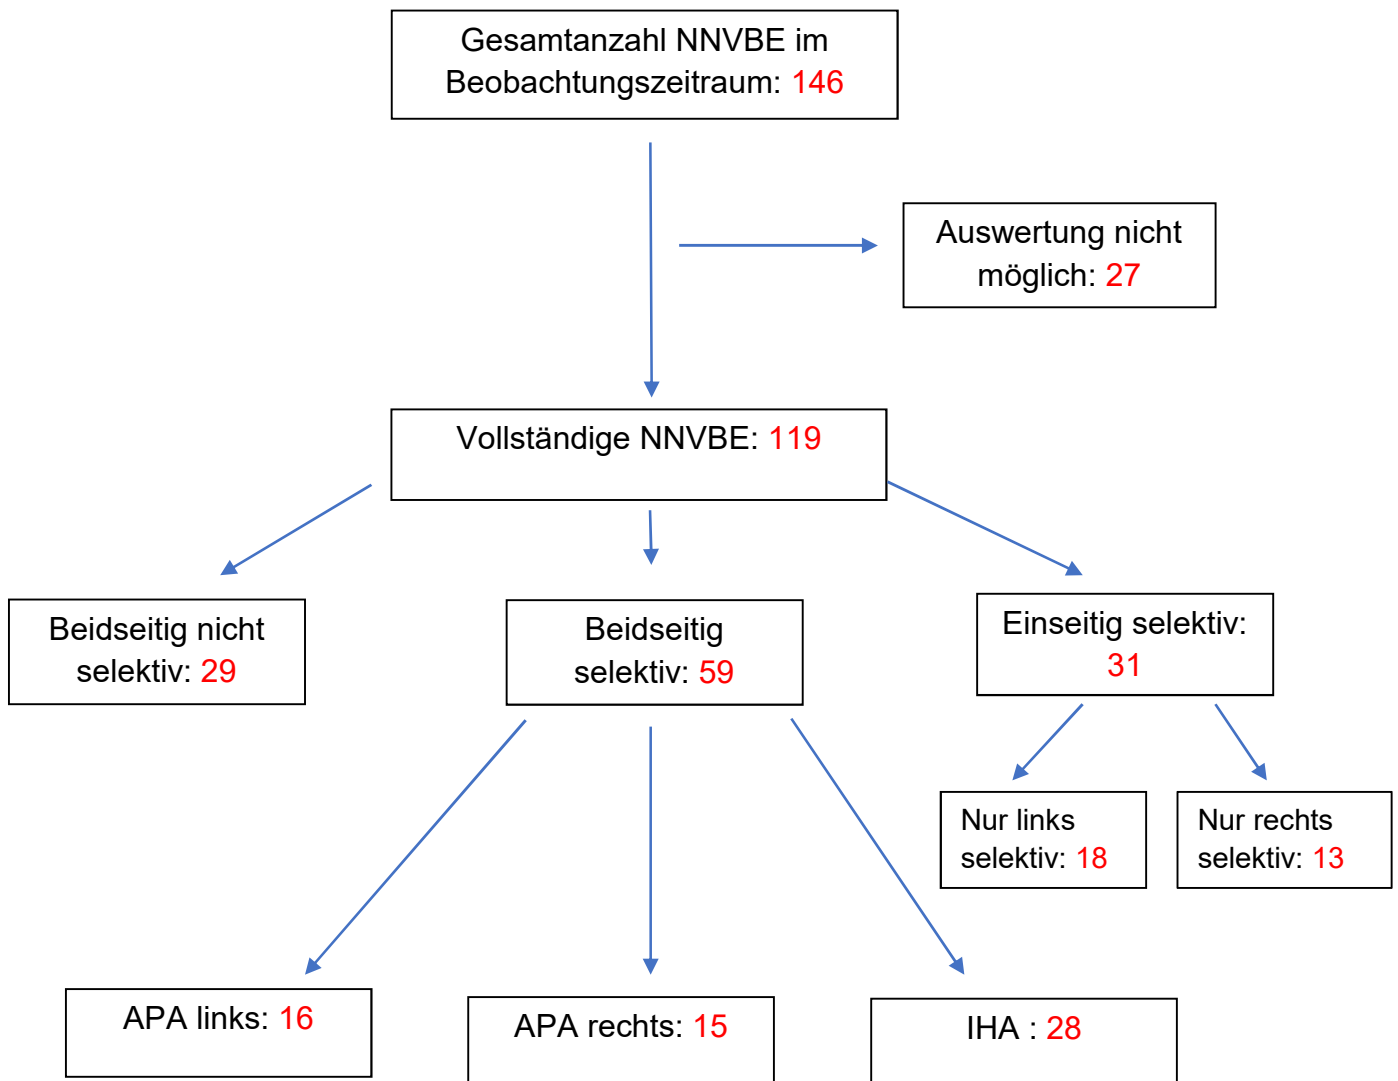 Gesamtanzahl NNVBE im
Beobachtungszeitraum: 146
Auswertung nicht
möglich: 27
Vollständige NNVBE: 119
Beidseitig nicht
selektiv: 29
Beidseitig
selektiv: 59
Einseitig selektiv:
31
Nur links
selektiv: 18
Nur rechts
selektiv: 13
APA links: 16
APA rechts: 15
IHA : 28